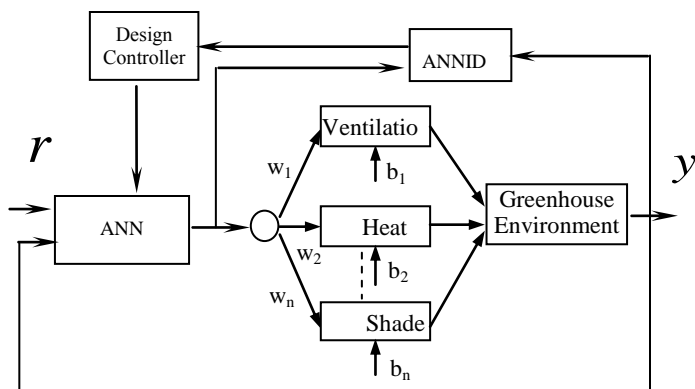 Design
Controller
ANNID
r
Ventilatio
y
w1
b1
Greenhouse
Environment
ANN
Heat
w2
b2
wn
Shade
bn